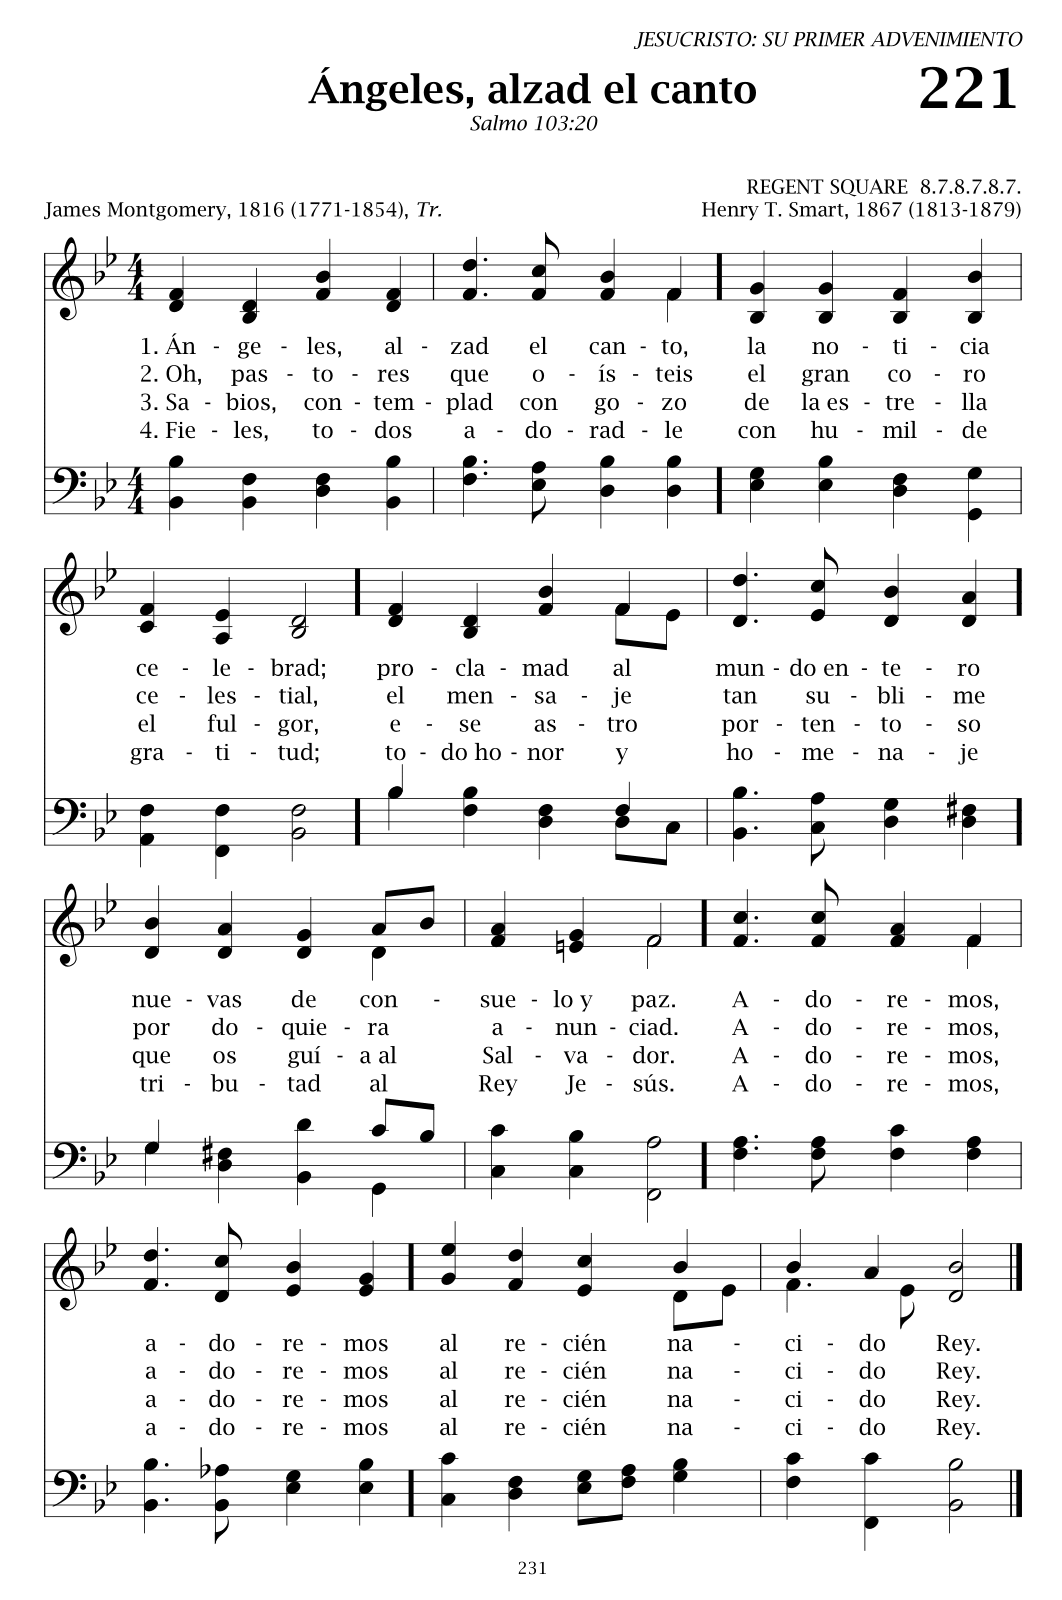 JESUCRISTO: SU PRIMER ADVENIMIENTO
Ángeles, alzad el canto 221
Salmo 103:20
REGENT SQUARE 8.7.8.7.8.7.
James Montgomery, 1816 (1771-1854), Tr. Henry T. Smart, 1867 (1813-1879)
1. Án - ge - les, al - zad el can - to, la no - ti - cia
2. Oh, pas - to - res que o - ís - teis el gran co - ro
3. Sa - bios, con - tem - plad con go - zo de la es - tre - lla
4. Fie - les, to - dos a - do - rad - le con hu - mil - de
ce - le - brad; pro - cla - mad al mun - do en - te - ro
ce - les - tial, el men - sa - je tan su - bli - me
el ful - gor, e - se as - tro por - ten - to - so
gra - ti - tud; to - do ho - nor y ho - me - na - je
nue - vas de con - sue - lo y paz. A - do - re - mos,
por do - quie - ra a - nun - ciad. A - do - re - mos,
que os guí - a al Sal - va - dor. A - do - re - mos,
tri - bu - tad al Rey Je - sús. A - do - re - mos,
a - do - re - mos al re - cién na - ci - do Rey.
a - do - re - mos al re - cién na - ci - do Rey.
a - do - re - mos al re - cién na - ci - do Rey.
a - do - re - mos al re - cién na - ci - do Rey.
231